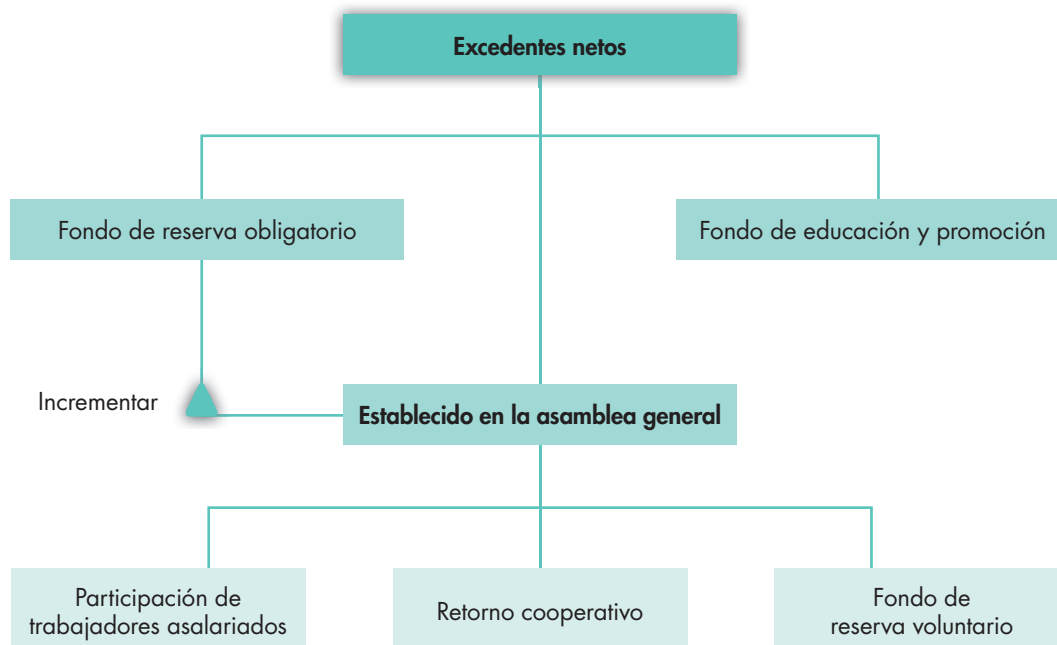 Excedentes netos
Fondo de reserva obligatorio
Fondo de educación y promoción
Incrementar
Establecido en la asamblea general
Participación de
trabajadores asalariados
Retorno cooperativo
Fondo de
reserva voluntario